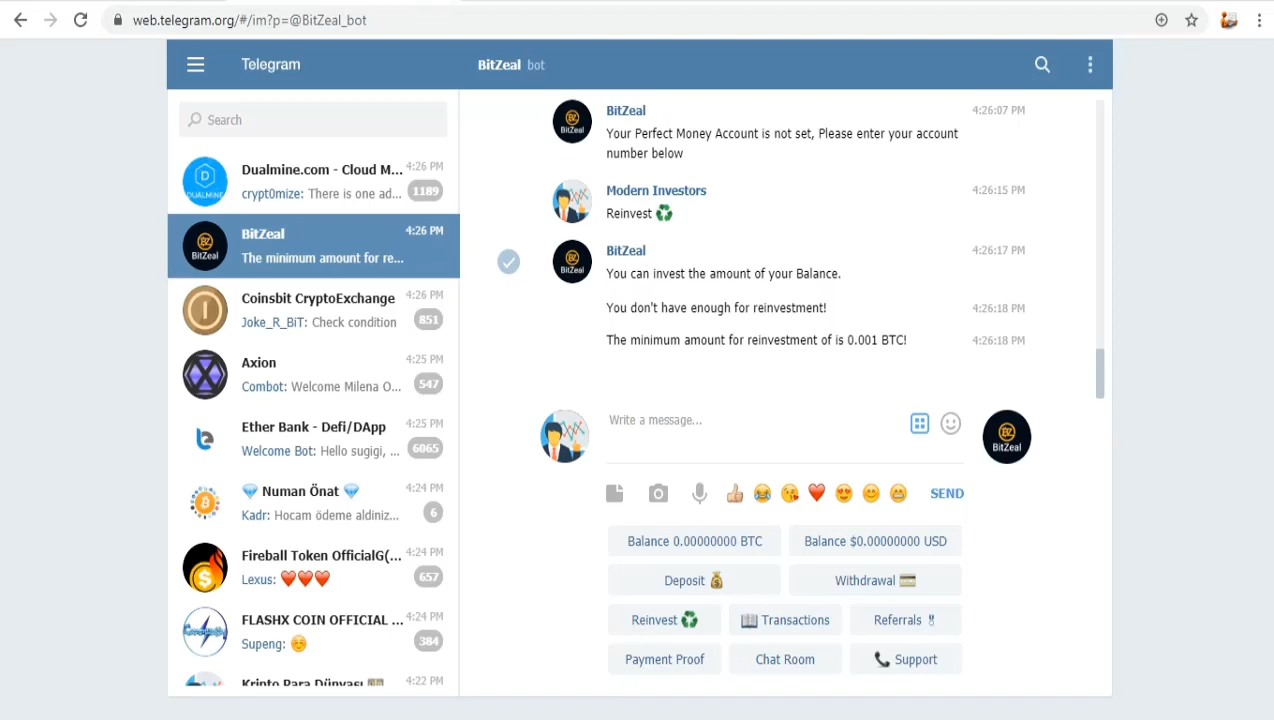 web.telegram.org/#/im?p=@BitZeal_bot
Telegram
BitZeal bot
Search
Dualmine.com - Cloud M... 4:26 PM
crypt0mize: There is one ad... 1189
BitZeal 4:26 PM
The minimum amount for re...
Coinsbit CryptoExchange 4:26 PM
Joke_R_BiT: Check condition 851
Axion 4:25 PM
Combot: Welcome Milena O... 547
Ether Bank - Defi/DApp 4:25 PM
Welcome Bot: Hello sugigi, ... 6065
💎 Numan Önat 💎 4:24 PM
Kadr: Hocam ödeme aldiniz... 6
Fireball Token OfficialG(... 4:24 PM
Lexus: ❤️❤️❤️ 657
FLASHX COIN OFFICIAL ... 4:24 PM
Supeng: ☺️ 384
Kripto Para Dünyası 4:22 PM
BitZeal 4:26:07 PM
Your Perfect Money Account is not set, Please enter your account
number below
Modern Investors 4:26:15 PM
Reinvest ♻️
BitZeal 4:26:17 PM
You can invest the amount of your Balance.
You don't have enough for reinvestment! 4:26:18 PM
The minimum amount for reinvestment of is 0.001 BTC! 4:26:18 PM
Write a message...
SEND
Balance 0.00000000 BTC
Balance $0.00000000 USD
Deposit 💰
Withdrawal 💳
Reinvest ♻️
📖 Transactions
Referrals 🎖
Payment Proof
Chat Room
📞 Support
DUALMINE
BitZeal
BitZeal
BitZeal
BitZeal